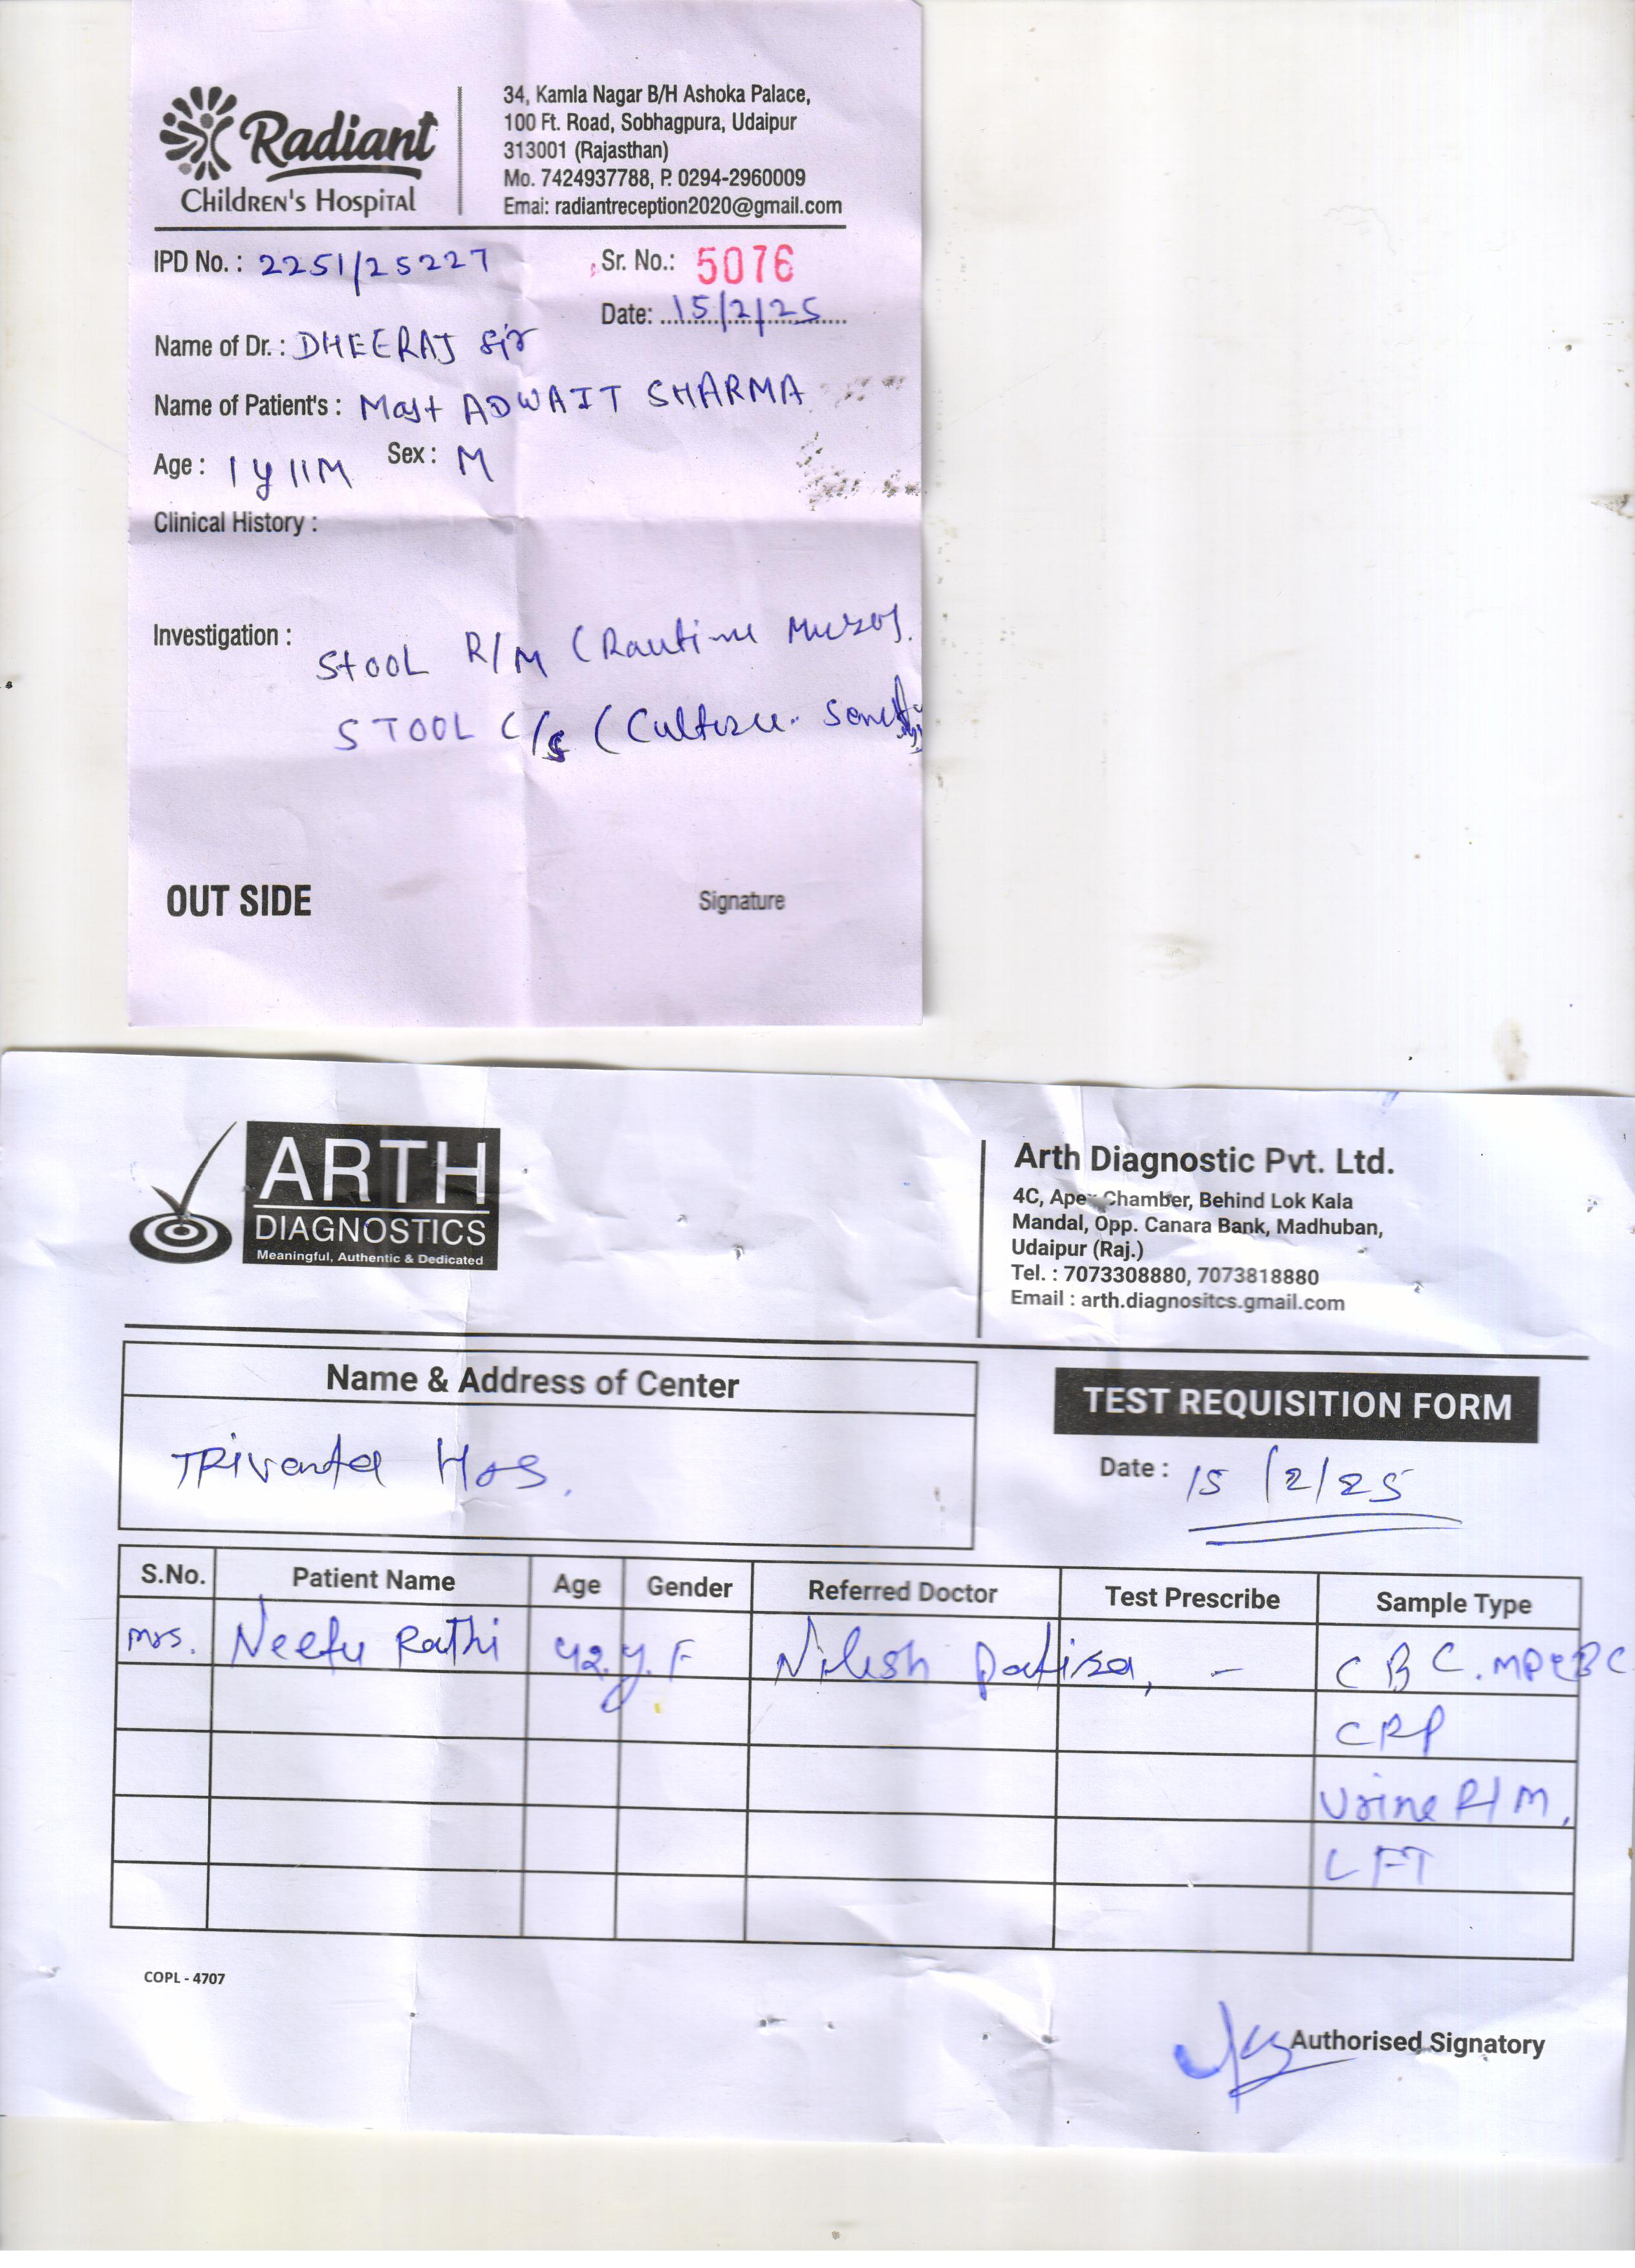 Radiant
Children's Hospital
34, Kamla Nagar B/H Ashoka Palace,
100 Ft. Road, Sobhagpura, Udaipur
313001 (Rajasthan)
Mo. 7424937788, P. 0294-2960009
Emai: radiantreception2020@gmail.com
IPD No. : 2251/25227 Sr. No.: 5076
Date: 15/2/25
Name of Dr. : DHEERAJ Sir
Name of Patient's : Mast ADWAIT SHARMA
Age : 1 y 11 M Sex : M
Clinical History :
Investigation : STOOL R/M (Routine
STOOL C/S (Culture
OUT SIDE Signature
ARTH
DIAGNOSTICS
Meaningful, Authentic & Dedicated
Arth Diagnostic Pvt. Ltd.
4C, Apex Chamber, Behind Lok Kala
Mandal, Opp. Canara Bank, Madhuban,
Udaipur (Raj.)
Tel. : 7073308880, 7073818880
Email : arth.diagnositcs.gmail.com
Name & Address of Center
TEST REQUISITION FORM
Hos.
Date : 15/2/25
S.No. Patient Name Age Gender Referred Doctor Test Prescribe Sample Type
Mrs. Neetu Rathi 42 y. F Nilesh - CBC.
CRP
Urine R/M.
LFT
COPL - 4707
Authorised Signatory